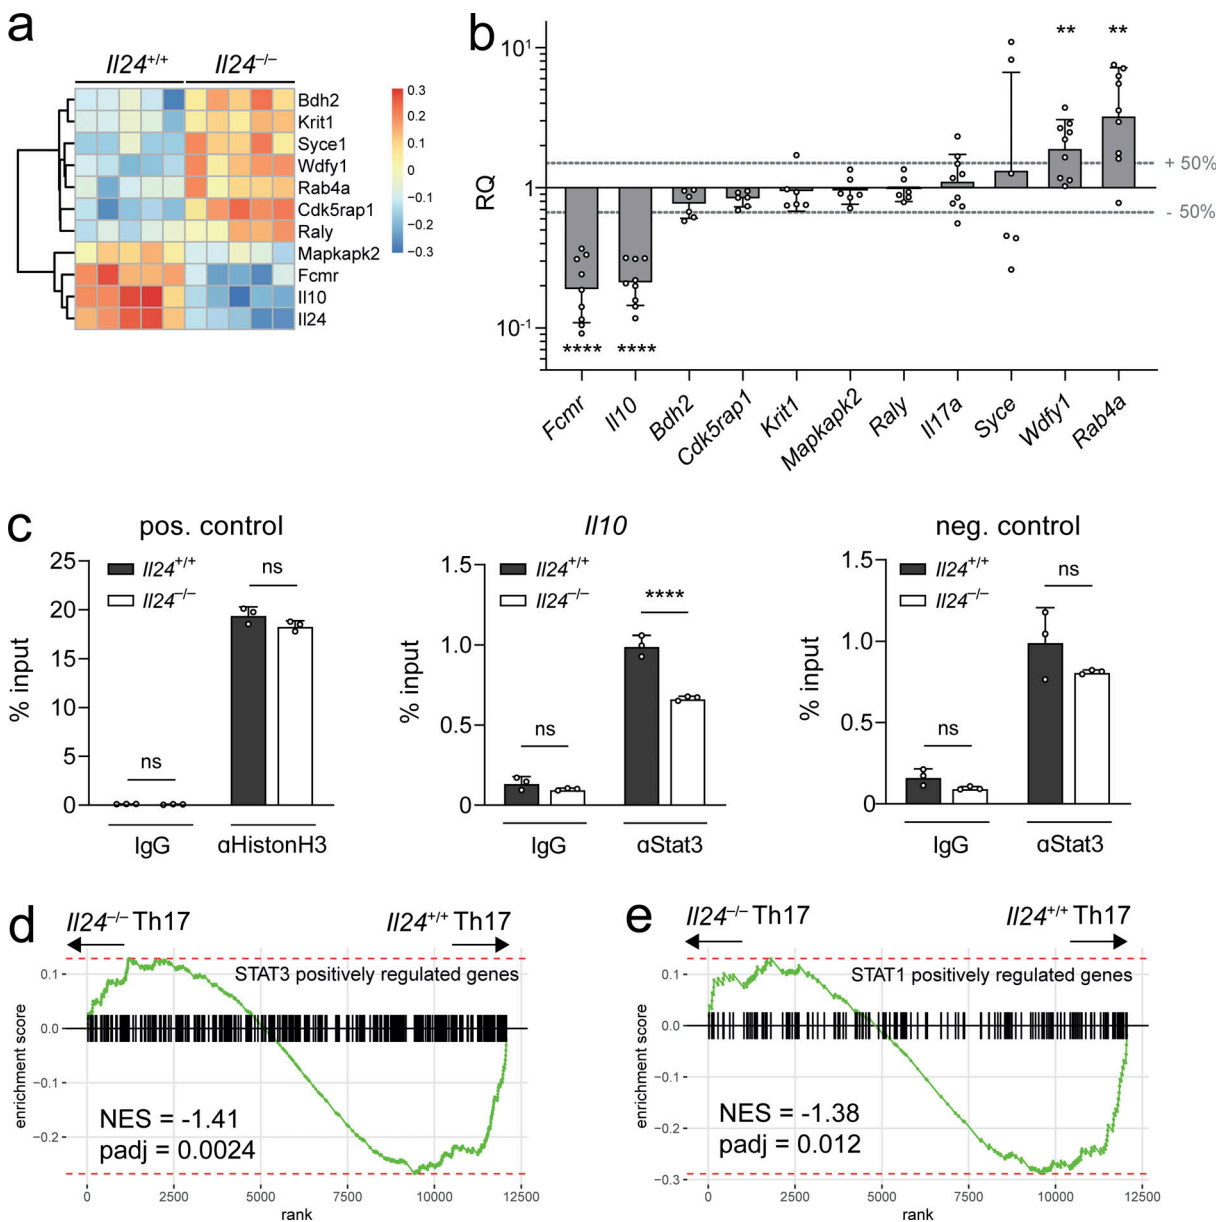 a
Il24+/+ Il24–/–
Bdh2
Krit1
Syce1
Wdfy1
Rab4a
Cdk5rap1
Raly
Mapkapk2
Fcmr
Il10
Il24
0.3
0.2
0.1
0
−0.1
−0.2
−0.3
b
RQ
10¹
1
10⁻¹
** **
+ 50%
- 50%
**** ****
Fcmr Il10 Bdh2 Cdk5rap1 Krit1 Mapkapk2 Raly Il17a Syce Wdfy1 Rab4a
c
pos. control
Il24+/+
Il24–/–
% input
25
20
15
10
5
0
ns
ns
IgG αHistonH3
Il10
Il24+/+
Il24–/–
% input
1.5
1.0
0.5
0
ns
****
IgG αStat3
neg. control
Il24+/+
Il24–/–
% input
1.5
1.0
0.5
0
ns
ns
IgG αStat3
d
Il24–/– Th17 Il24+/+ Th17
STAT3 positively regulated genes
enrichment score
0.1
0.0
−0.1
−0.2
NES = -1.41
padj = 0.0024
0 2500 5000 7500 10000 12500
rank
e
Il24–/– Th17 Il24+/+ Th17
STAT1 positively regulated genes
enrichment score
0.1
0.0
−0.1
−0.2
−0.3
NES = -1.38
padj = 0.012
0 2500 5000 7500 10000 12500
rank